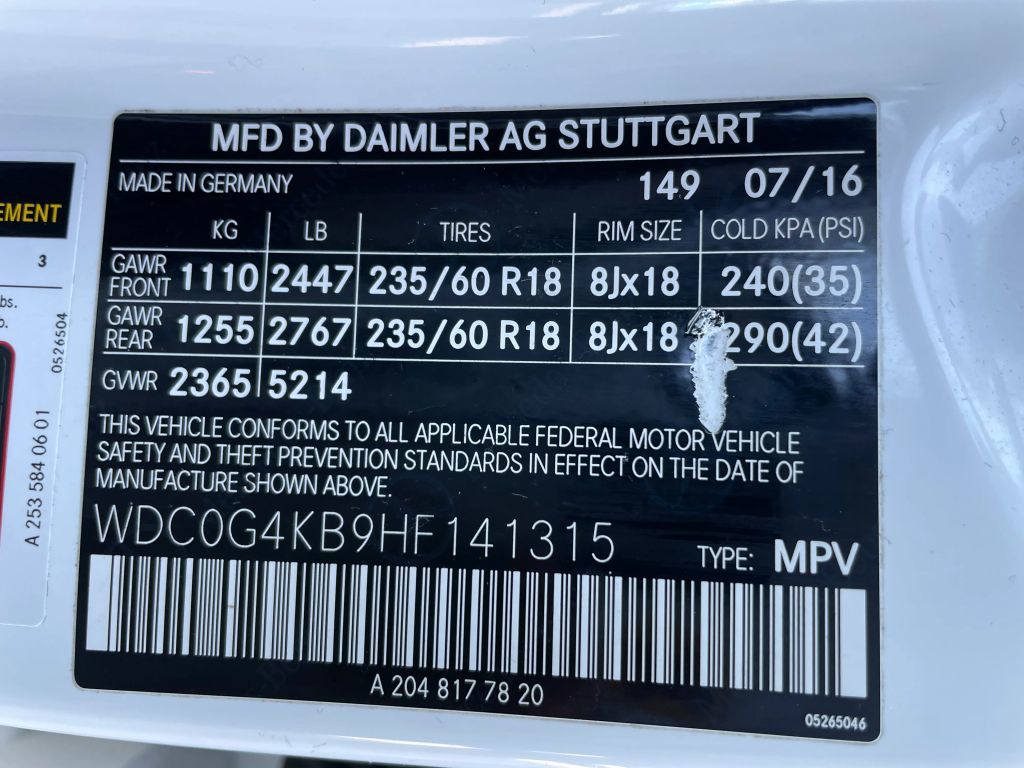 MFD BY DAIMLER AG STUTTGART
MADE IN GERMANY 149 07/16
KG LB TIRES RIM SIZE COLD KPA (PSI)
GAWR FRONT 1110 2447 235/60 R18 8Jx18 240(35)
GAWR REAR 1255 2767 235/60 R18 8Jx18 290(42)
GVWR 2365 5214
THIS VEHICLE CONFORMS TO ALL APPLICABLE FEDERAL MOTOR VEHICLE
SAFETY AND THEFT PREVENTION STANDARDS IN EFFECT ON THE DATE OF
MANUFACTURE SHOWN ABOVE.
WDC0G4KB9HF141315 TYPE: MPV
A 204 817 78 20
05265046
EMENT
3
bs.
0526504
A 253 584 06 01